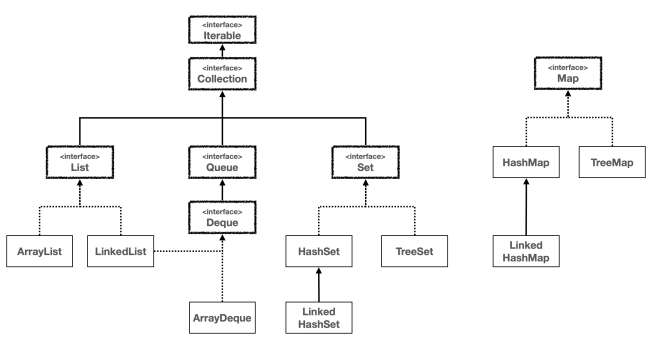 <interface>
Iterable
<interface>
Collection
<interface>
Map
<interface>
List
<interface>
Queue
<interface>
Set
HashMap
TreeMap
<interface>
Deque
ArrayList
LinkedList
HashSet
TreeSet
Linked
HashMap
ArrayDeque
Linked
HashSet